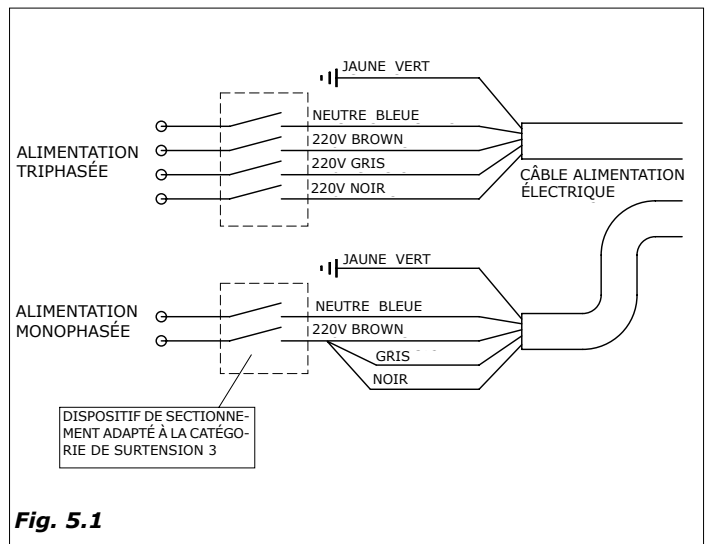 JAUNE VERT
NEUTRE BLEUE
220V BROWN
220V GRIS
220V NOIR
ALIMENTATION
TRIPHASÉE
CÂBLE ALIMENTATION
ÉLECTRIQUE
JAUNE VERT
NEUTRE BLEUE
220V BROWN
GRIS
NOIR
ALIMENTATION
MONOPHASÉE
DISPOSITIF DE SECTIONNE-
MENT ADAPTÉ À LA CATÉGO-
RIE DE SURTENSION 3
Fig. 5.1